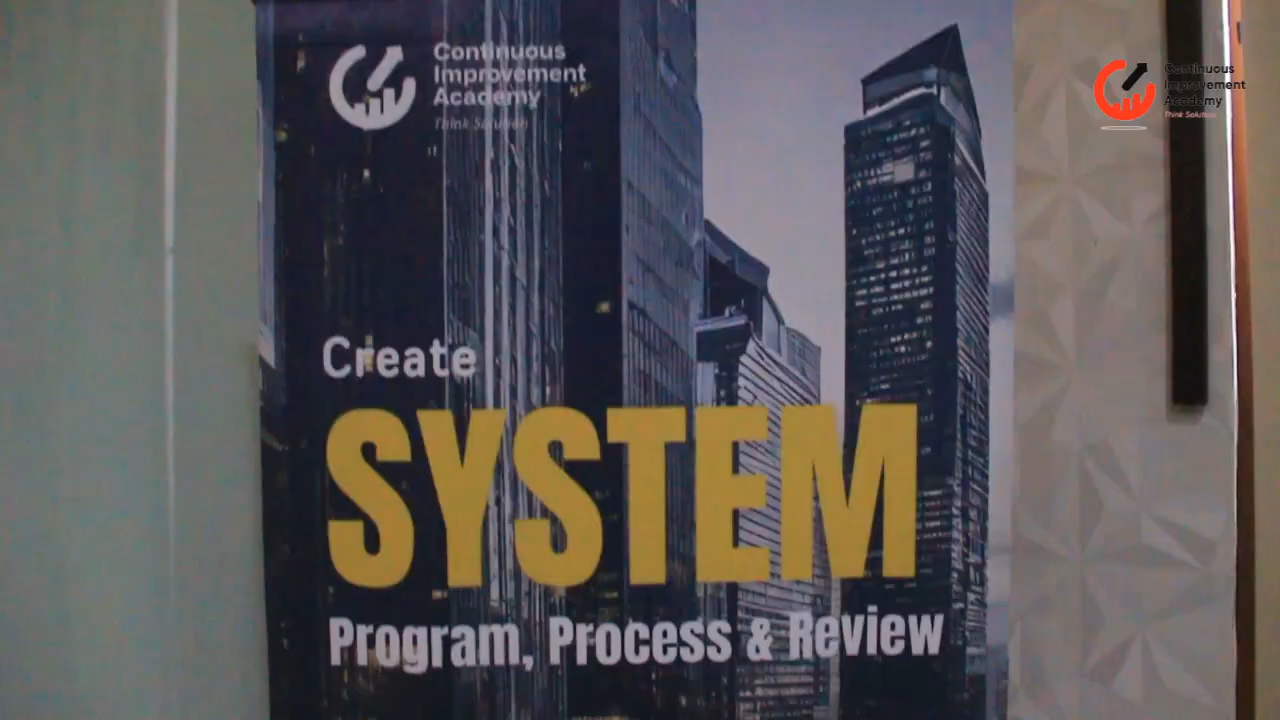 Continuous
Improvement
Academy
Think Solution
Create
SYSTEM
Program, Process & Review
Continuous
Improvement
Academy
Think Solution